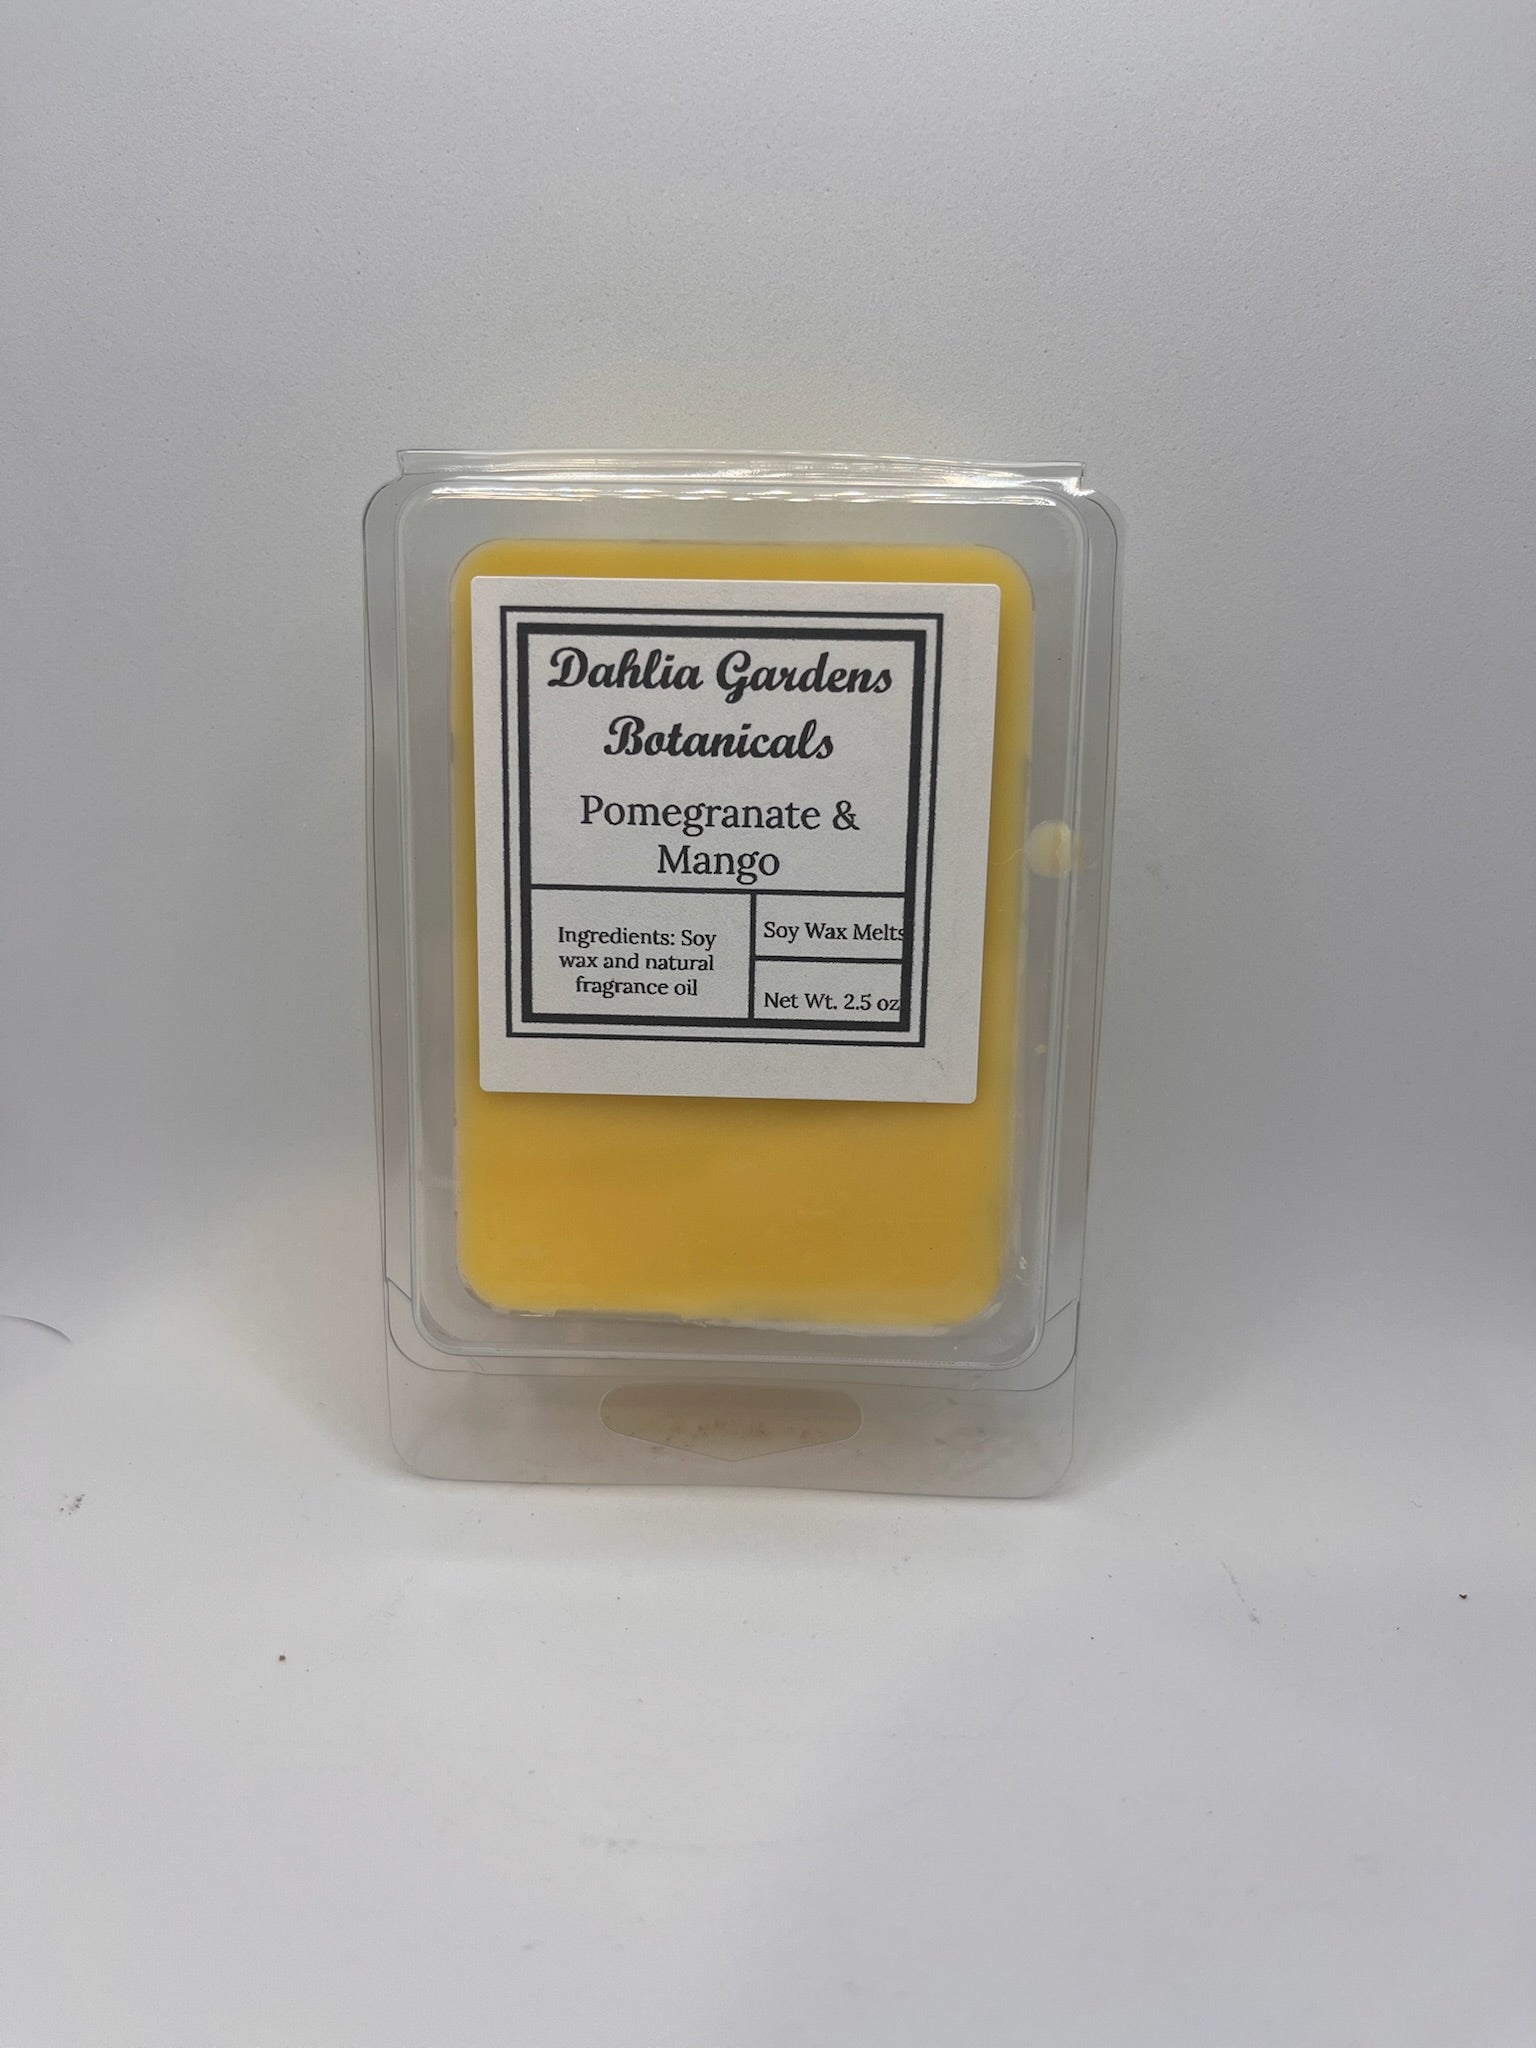 Dahlia Gardens
Botanicals
Pomegranate &
Mango
Ingredients: Soy
wax and natural
fragrance oil
Soy Wax Melts
Net Wt. 2.5 oz